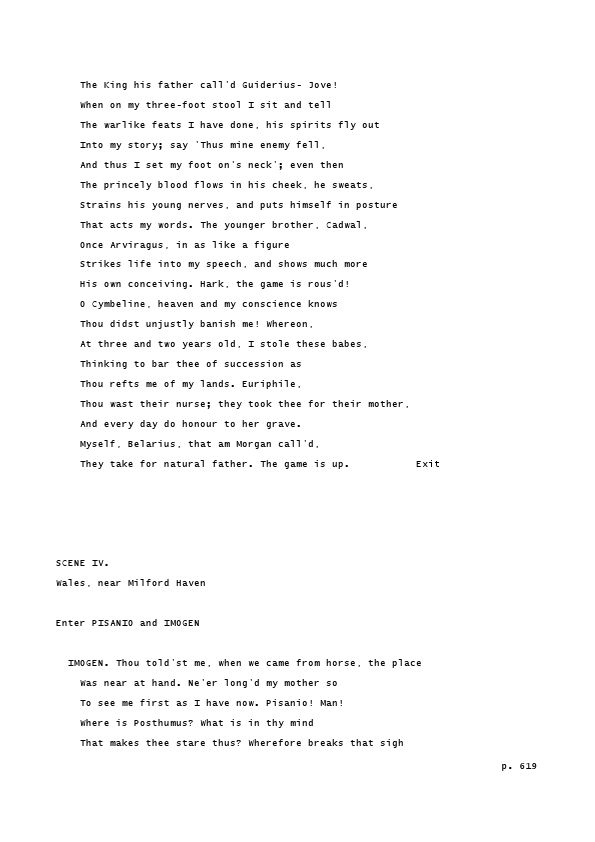 The King his father call'd Guiderius- Jove!
When on my three-foot stool I sit and tell
The warlike feats I have done, his spirits fly out
Into my story; say 'Thus mine enemy fell,
And thus I set my foot on's neck'; even then
The princely blood flows in his cheek, he sweats,
Strains his young nerves, and puts himself in posture
That acts my words. The younger brother, Cadwal,
Once Arviragus, in as like a figure
Strikes life into my speech, and shows much more
His own conceiving. Hark, the game is rous'd!
O Cymbeline, heaven and my conscience knows
Thou didst unjustly banish me! Whereon,
At three and two years old, I stole these babes,
Thinking to bar thee of succession as
Thou refts me of my lands. Euriphile,
Thou wast their nurse; they took thee for their mother,
And every day do honour to her grave.
Myself, Belarius, that am Morgan call'd,
They take for natural father. The game is up. Exit
SCENE IV.
Wales, near Milford Haven
Enter PISANIO and IMOGEN
IMOGEN. Thou told'st me, when we came from horse, the place
Was near at hand. Ne'er long'd my mother so
To see me first as I have now. Pisanio! Man!
Where is Posthumus? What is in thy mind
That makes thee stare thus? Wherefore breaks that sigh
p. 619